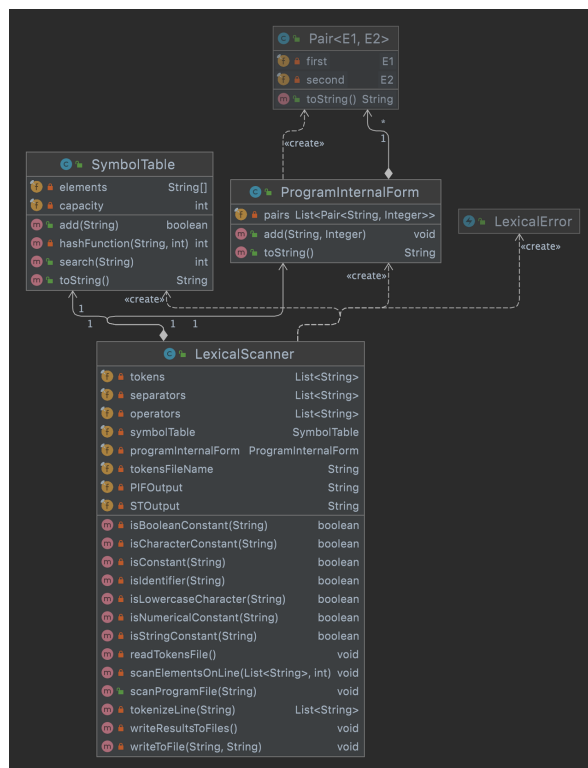 Pair<E1, E2>
first E1
second E2
toString() String
«create»
*
1
SymbolTable
elements String[]
capacity int
add(String) boolean
hashFunction(String, int) int
search(String) int
toString() String
ProgramInternalForm
pairs List<Pair<String, Integer>>
add(String, Integer) void
toString() String
LexicalError
«create»
«create»
«create»
1
1 1 1
LexicalScanner
tokens List<String>
separators List<String>
operators List<String>
symbolTable SymbolTable
programInternalForm ProgramInternalForm
tokensFileName String
PIFOutput String
STOutput String
isBooleanConstant(String) boolean
isCharacterConstant(String) boolean
isConstant(String) boolean
isIdentifier(String) boolean
isLowercaseCharacter(String) boolean
isNumericalConstant(String) boolean
isStringConstant(String) boolean
readTokensFile() void
scanElementsOnLine(List<String>, int) void
scanProgramFile(String) void
tokenizeLine(String) List<String>
writeResultsToFiles() void
writeToFile(String, String) void